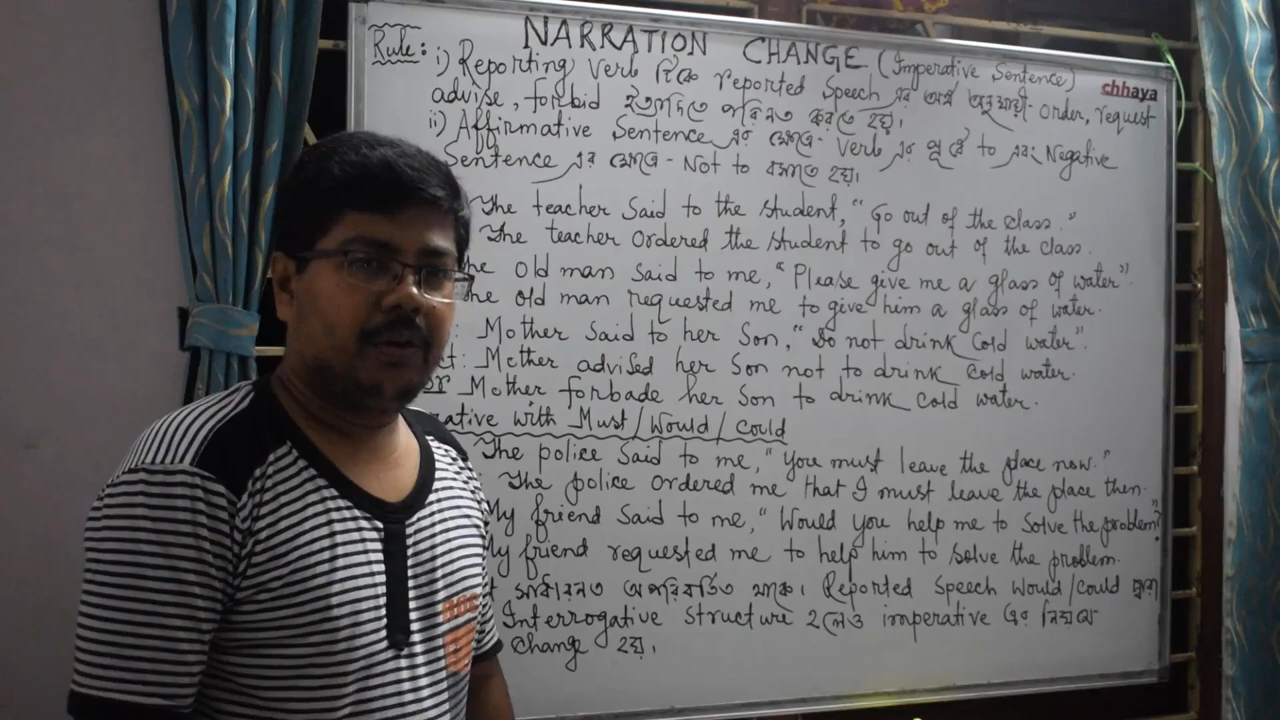 NARRATION CHANGE (Imperative Sentence)
chhaya
Rule: i) Reporting Verb টিকে reported Speech এর অর্থ অনুযায়ী - order, request
advise, forbid ইত্যাদিতে পরিনত করতে হয়।
ii) Affirmative Sentence এর ক্ষেত্রে - Verb এর পূর্বে to এবং Negative
Sentence এর ক্ষেত্রে - Not to বসাতে হয়।
The teacher Said to the student, "Go out of the class."
The teacher ordered the student to go out of the class.
he old man said to me, "Please give me a glass of water"
he old man requested me to give him a glass of water.
: Mother Said to her Son, "Do not drink Cold water".
t: Mother advised her Son not to drink cold water.
or Mother forbade her Son to drink cold water.
rative with Must/Would/Could
The police Said to me, "You must leave the place now."
The police ordered me that I must leave the place then.
My friend Said to me, "Would you help me to solve the problem?
My friend requested me to help him to solve the problem.
t সাধারনত অপরিবর্তিত থাকে। Reported Speech Would/Could দ্বারা
Interrogative Structure হলেও imperative এর নিয়মে
Change হয়।